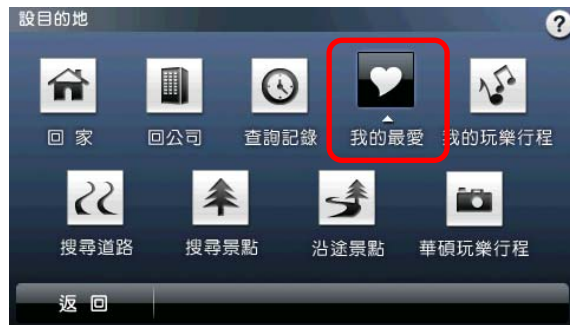 設目的地 ?
回家 回公司 查詢記錄 我的最愛 我的玩樂行程
搜尋道路 搜尋景點 沿途景點 華碩玩樂行程
返回